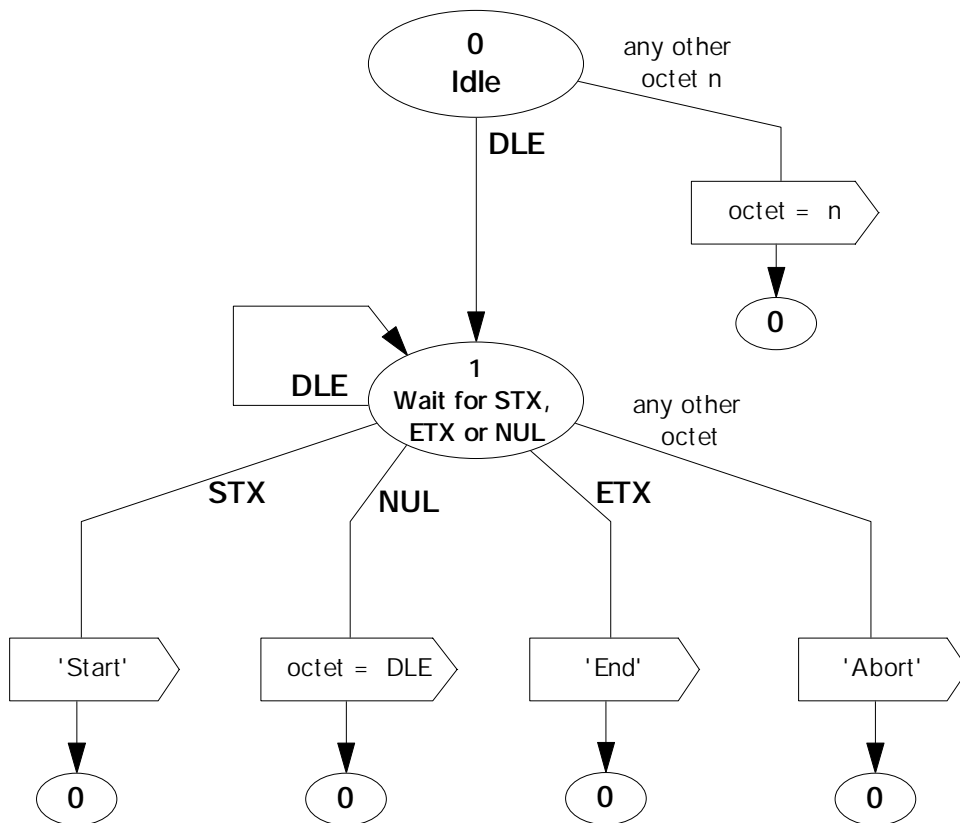 0
Idle
any other
octet n
DLE
octet = n
0
DLE
1
Wait for STX,
ETX or NUL
any other
octet
STX
NUL
ETX
'Start'
octet = DLE
'End'
'Abort'
0
0
0
0